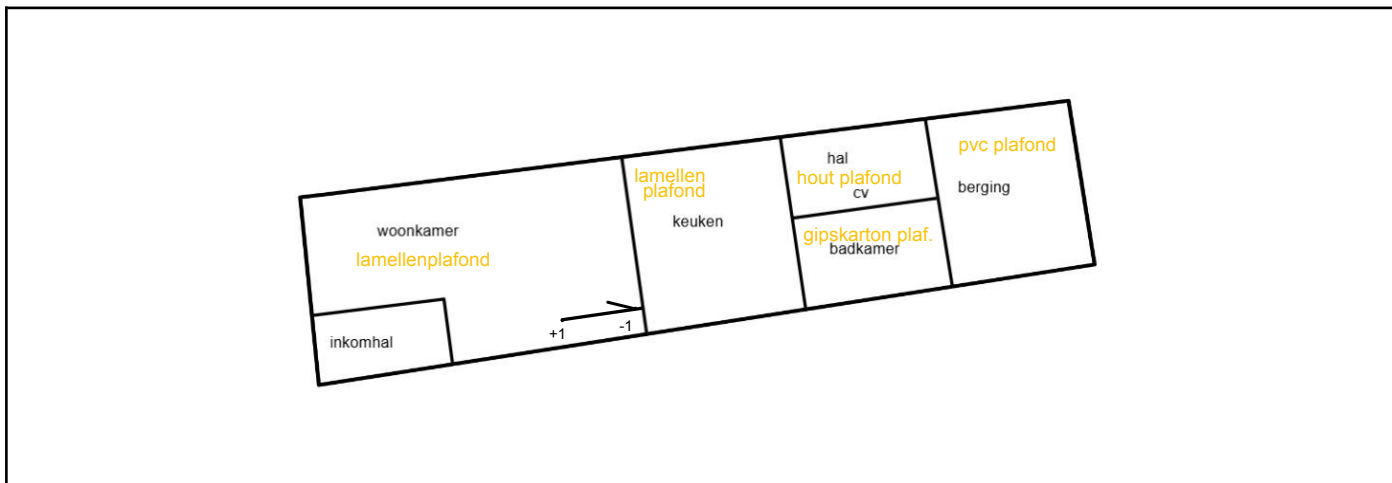 woonkamer
lamellenplafond
inkomhal
+1
-1
lamellen
plafond
keuken
hal
hout plafond
cv
gipskarton plaf.
badkamer
pvc plafond
berging